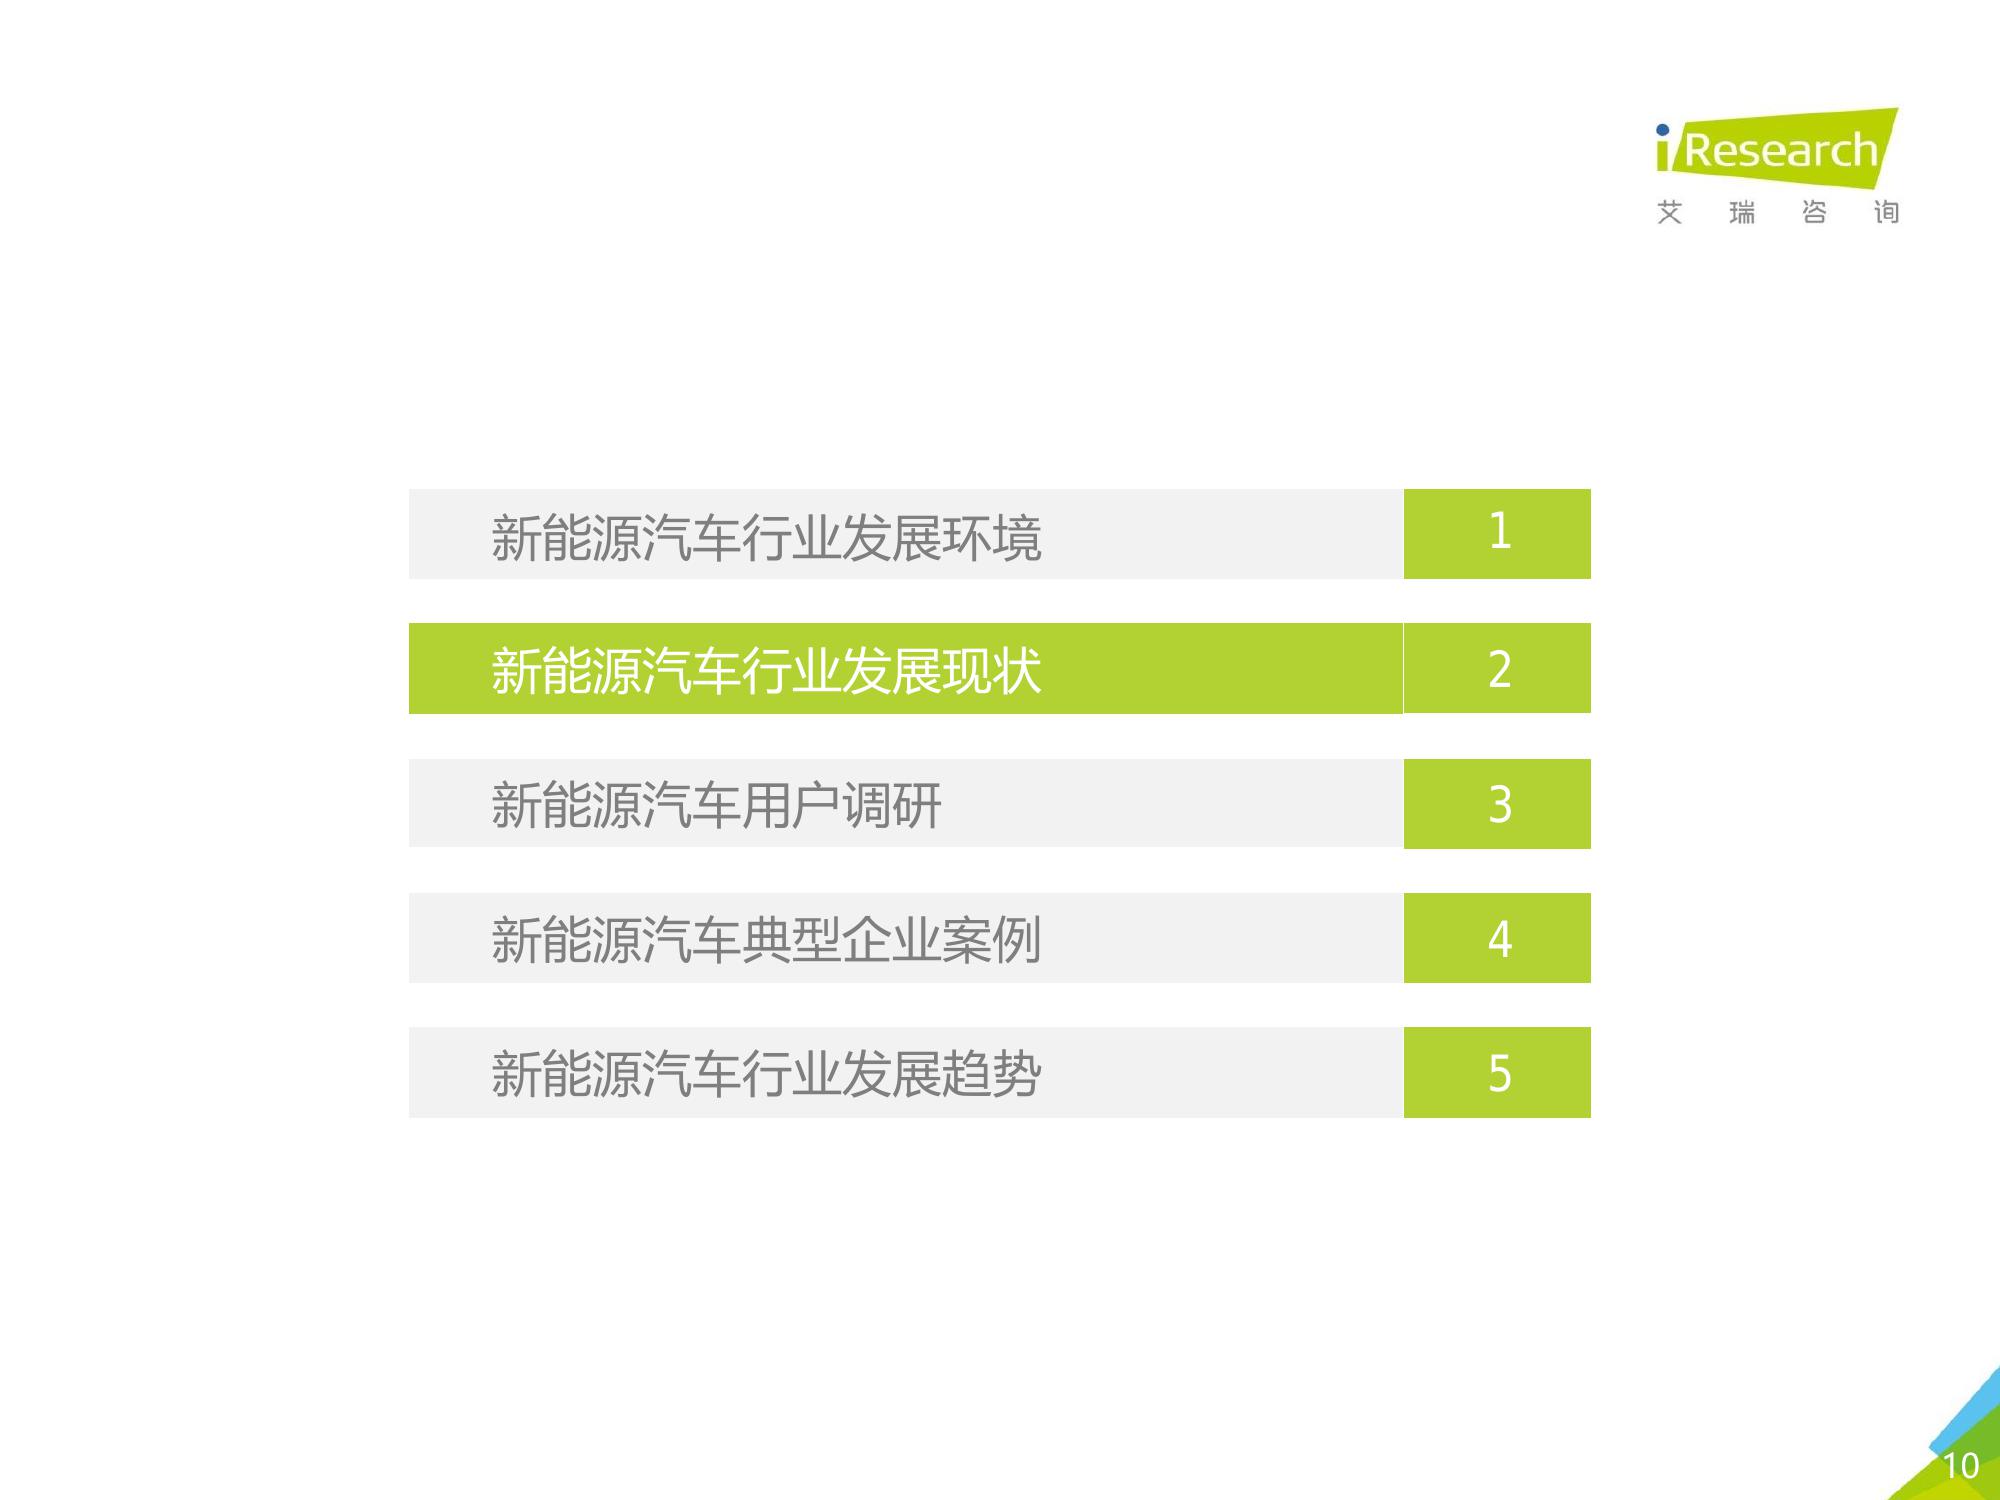 iResearch
艾瑞咨询
新能源汽车行业发展环境 1
新能源汽车行业发展现状 2
新能源汽车用户调研 3
新能源汽车典型企业案例 4
新能源汽车行业发展趋势 5
10